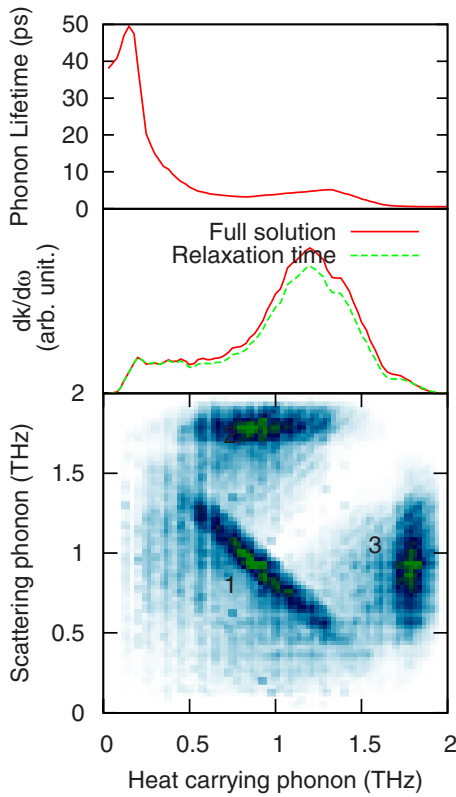 Phonon Lifetime (ps)
50
40
30
20
10
0
dk/dω
(arb. unit.)
Full solution
Relaxation time
Scattering phonon (THz)
2
1.5
1
0.5
0
2
3
1
0 0.5 1 1.5 2
Heat carrying phonon (THz)